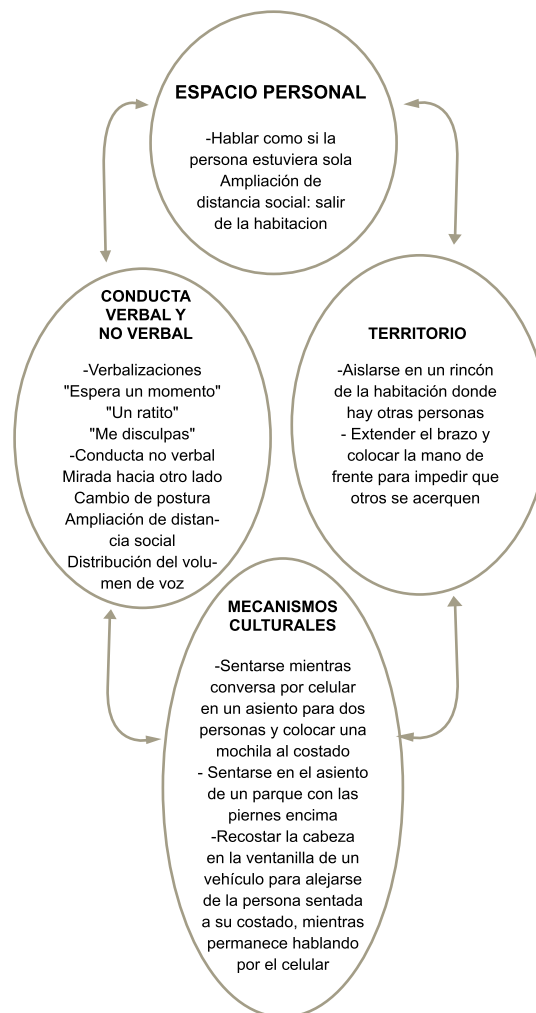 ESPACIO PERSONAL
-Hablar como si la
persona estuviera sola
Ampliación de
distancia social: salir
de la habitacion
CONDUCTA
VERBAL Y
NO VERBAL
-Verbalizaciones
"Espera un momento"
"Un ratito"
"Me disculpas"
-Conducta no verbal
Mirada hacia otro lado
Cambio de postura
Ampliación de distan-
cia social
Distribución del volu-
men de voz
TERRITORIO
-Aislarse en un rincón
de la habitación donde
hay otras personas
- Extender el brazo y
colocar la mano de
frente para impedir que
otros se acerquen
MECANISMOS
CULTURALES
-Sentarse mientras
conversa por celular
en un asiento para dos
personas y colocar una
mochila al costado
- Sentarse en el asiento
de un parque con las
piernes encima
-Recostar la cabeza
en la ventanilla de un
vehículo para alejarse
de la persona sentada
a su costado, mientras
permanece hablando
por el celular